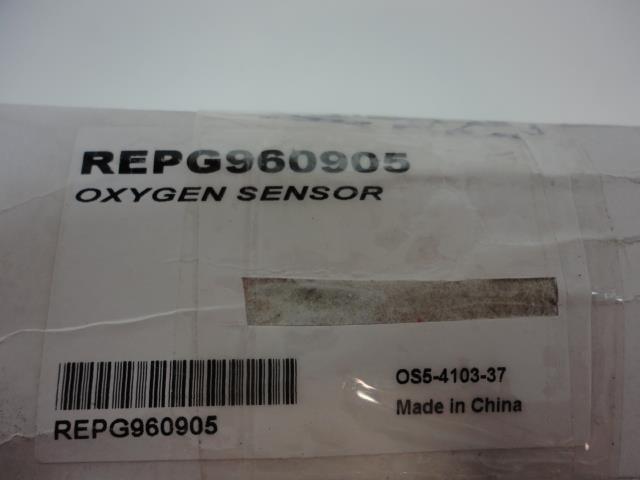 REPG960905
OXYGEN SENSOR
OS5-4103-37
Made in China
REPG960905